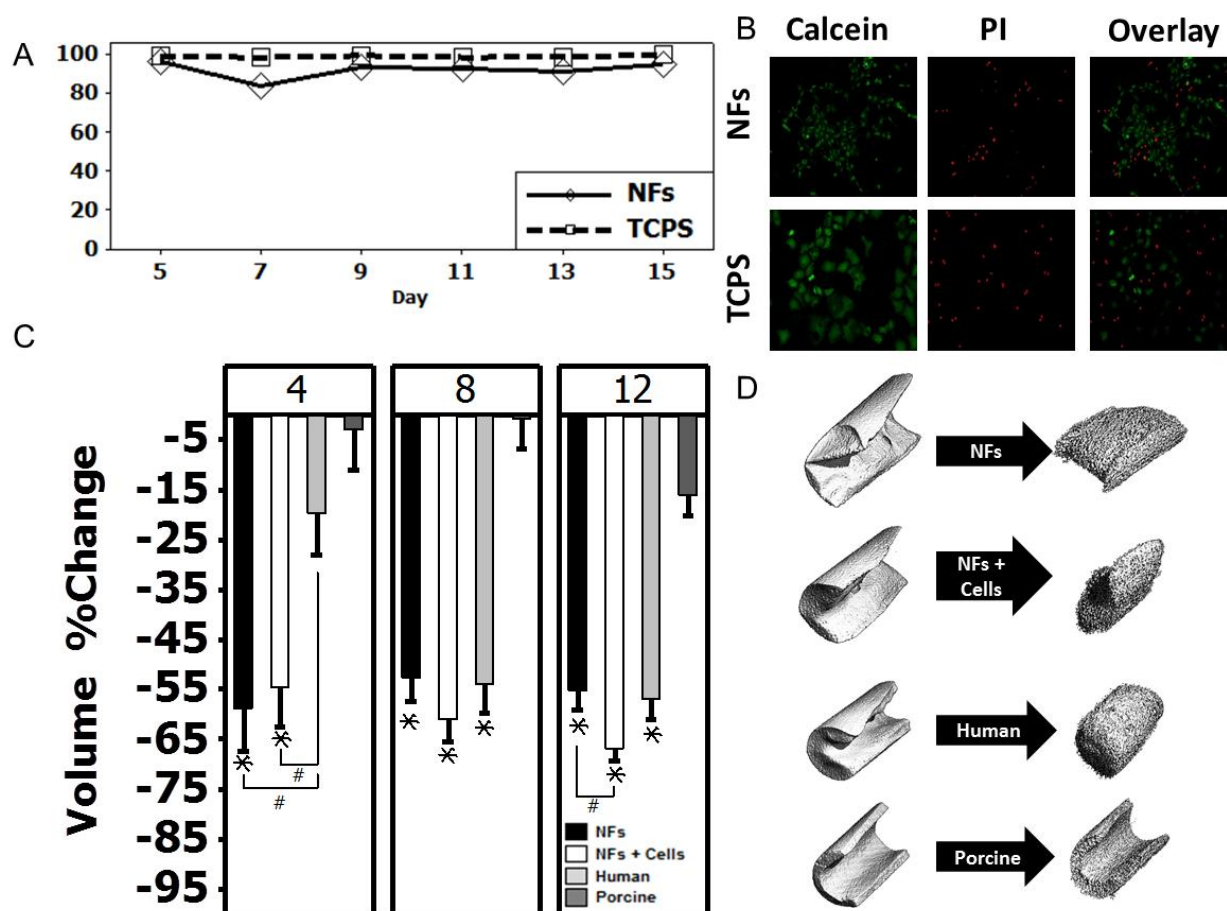 A
100
80
60
40
20
0
5 7 9 11 13 15
Day
NFs
TCPS
B
Calcein PI Overlay
NFs
TCPS
C
4 8 12
Volume %Change
-5
-15
-25
-35
-45
-55
-65
-75
-85
-95
* * * * * * * *
# # #
NFs
NFs + Cells
Human
Porcine
D
NFs
NFs +
Cells
Human
Porcine